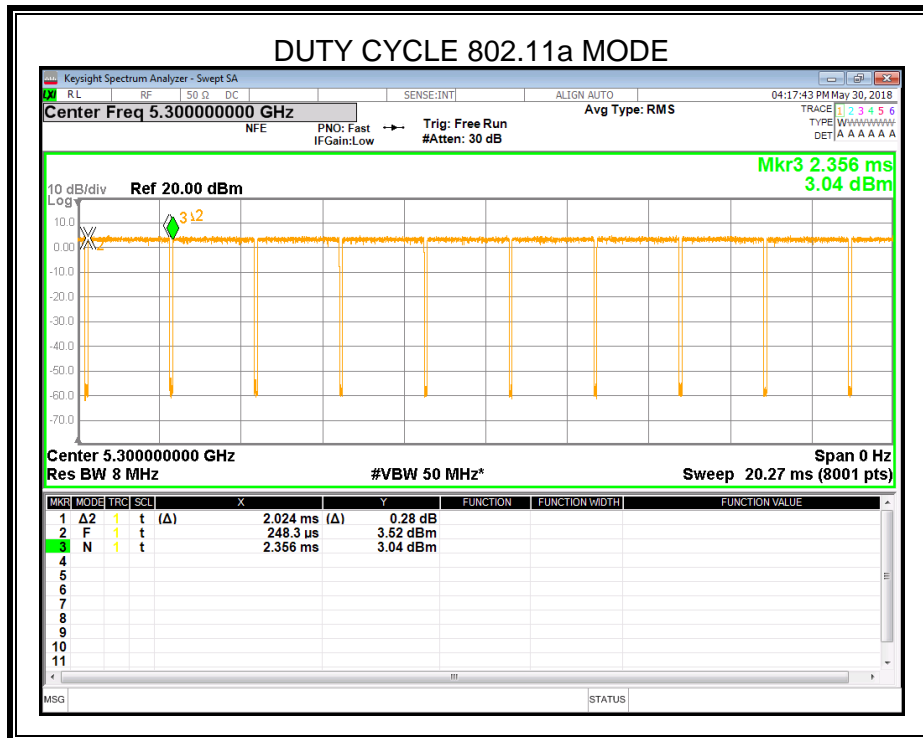 DUTY CYCLE 802.11a MODE
Keysight Spectrum Analyzer - Swept SA
RL RF 50 Ω DC SENSE:INT ALIGN AUTO 04:17:43 PM May 30, 2018
Center Freq 5.300000000 GHz Avg Type: RMS TRACE 1 2 3 4 5 6
NFE PNO: Fast Trig: Free Run TYPE WWWWWW
IFGain:Low #Atten: 30 dB DET A A A A A A
Mkr3 2.356 ms
10 dB/div Ref 20.00 dBm 3.04 dBm
Log
10.0
0.00
-10.0
-20.0
-30.0
-40.0
-50.0
-60.0
-70.0
Center 5.300000000 GHz Span 0 Hz
Res BW 8 MHz #VBW 50 MHz* Sweep 20.27 ms (8001 pts)
MKR MODE TRC SCL X Y FUNCTION FUNCTION WIDTH FUNCTION VALUE
1 Δ2 1 t (Δ) 2.024 ms (Δ) 0.28 dB
2 F 1 t 248.3 µs 3.52 dBm
3 N 1 t 2.356 ms 3.04 dBm
4
5
6
7
8
9
10
11
MSG STATUS